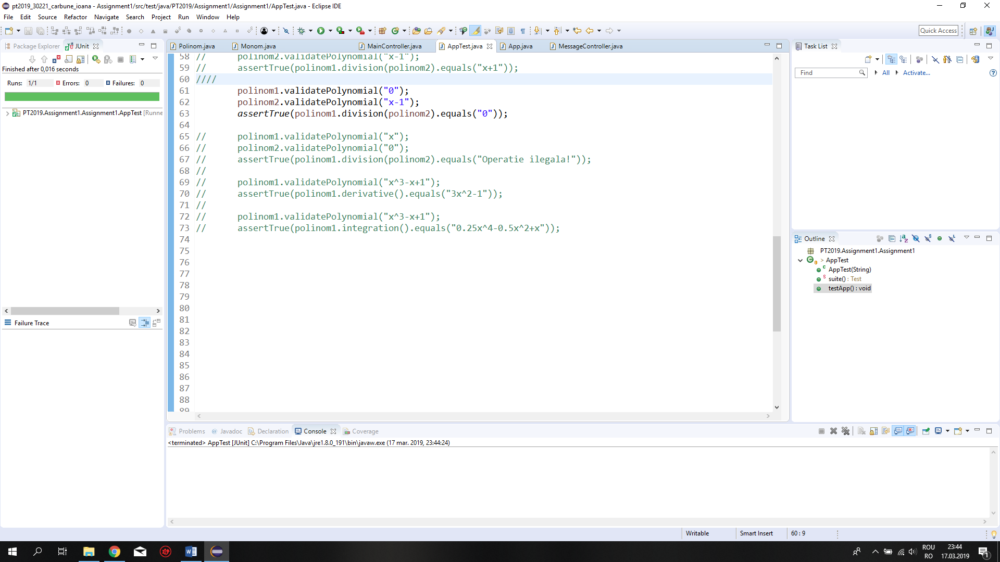 pt2019_30221_carbune_ioana - Assignment1/src/test/java/PT2019/Assignment1/Assignment1/AppTest.java - Eclipse IDE
File Edit Source Refactor Navigate Search Project Run Window Help
Quick Access
Package Explorer JUnit
Finished after 0,016 seconds
Runs: 1/1 Errors: 0 Failures: 0
PT2019.Assignment1.Assignment1.AppTest [Runne
Failure Trace
Polinom.java Monom.java MainController.java AppTest.java App.java MessageController.java
58 // polinom2.validatePolynomial("x-1");
59 // assertTrue(polinom1.division(polinom2).equals("x+1"));
60 ////
61 polinom1.validatePolynomial("0");
62 polinom2.validatePolynomial("x-1");
63 assertTrue(polinom1.division(polinom2).equals("0"));
64
65 // polinom1.validatePolynomial("x");
66 // polinom2.validatePolynomial("0");
67 // assertTrue(polinom1.division(polinom2).equals("Operatie ilegala!"));
68 //
69 // polinom1.validatePolynomial("x^3-x+1");
70 // assertTrue(polinom1.derivative().equals("3x^2-1"));
71 //
72 // polinom1.validatePolynomial("x^3-x+1");
73 // assertTrue(polinom1.integration().equals("0.25x^4-0.5x^2+x"));
74
75
76
77
78
79
80
81
82
83
84
85
86
87
88
89
Task List
Find All Activate...
Outline
PT2019.Assignment1.Assignment1
> AppTest
AppTest(String)
suite() : Test
testApp() : void
Problems Javadoc Declaration Console Coverage
<terminated> AppTest [JUnit] C:\Program Files\Java\jre1.8.0_191\bin\javaw.exe (17 mar. 2019, 23:44:24)
Writable Smart Insert 60 : 9
ROU 23:44
RO 17.03.2019 1